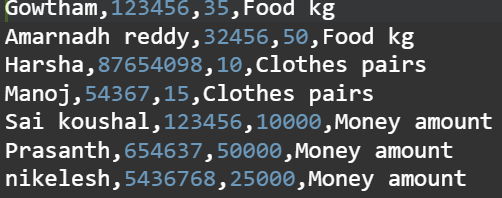 Gowtham,123456,35,Food kg
Amarnadh reddy,32456,50,Food kg
Harsha,87654098,10,Clothes pairs
Manoj,54367,15,Clothes pairs
Sai koushal,123456,10000,Money amount
Prasanth,654637,50000,Money amount
nikelesh,5436768,25000,Money amount